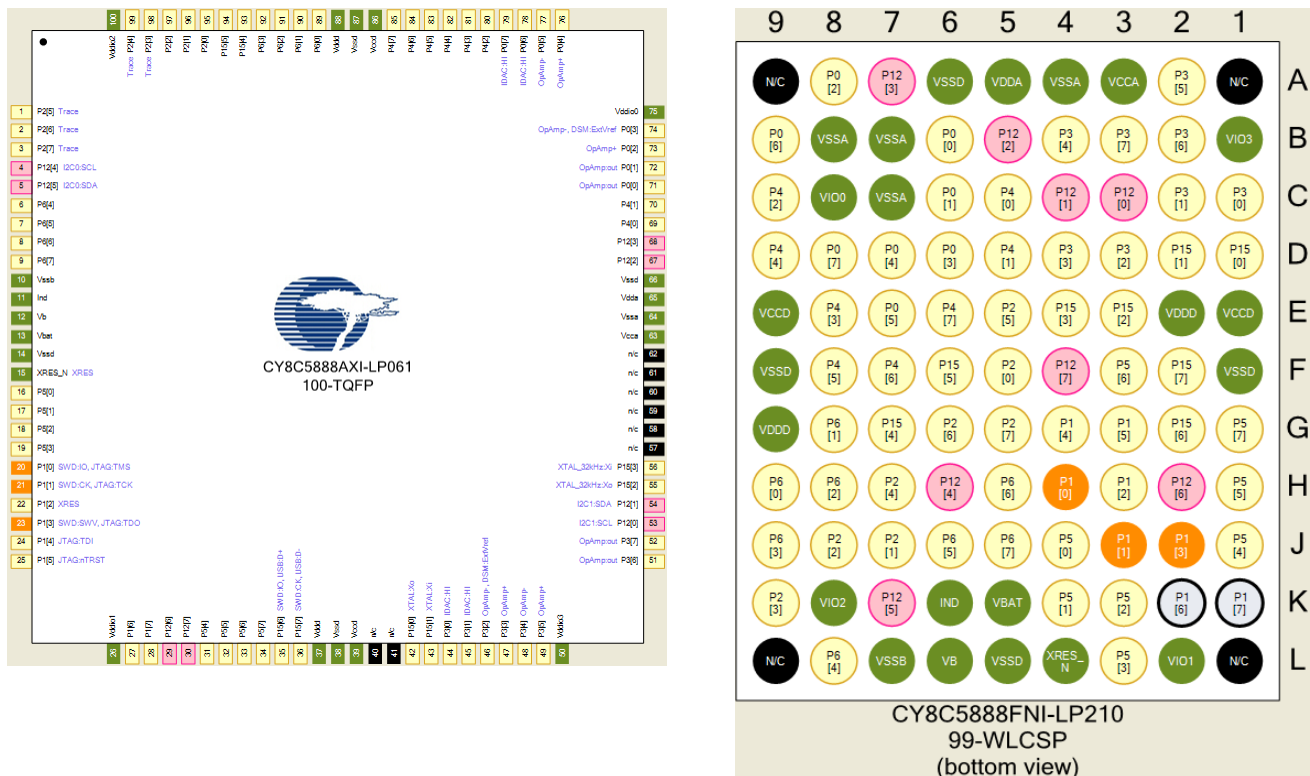 100 Vddio2
99 P2[4] Trace
98 P2[3] Trace
97 P2[2]
96 P2[1]
95 P2[0]
94 P15[5]
93 P15[4]
92 P6[3]
91 P6[2]
90 P6[1]
89 P6[0]
88 Vddd
87 Vssd
86 Vccd
85 P4[7]
84 P4[6]
83 P4[5]
82 P4[4]
81 P4[3]
80 P4[2]
79 P0[7] IDAC:HI
78 P0[6] IDAC:HI
77 P0[5] OpAmp-
76 P0[4] OpAmp+
1 P2[5] Trace
2 P2[6] Trace
3 P2[7] Trace
4 P12[4] I2C0:SCL
5 P12[5] I2C0:SDA
6 P6[4]
7 P6[5]
8 P6[6]
9 P6[7]
10 Vssb
11 Ind
12 Vb
13 Vbat
14 Vssd
15 XRES_N XRES
16 P5[0]
17 P5[1]
18 P5[2]
19 P5[3]
20 P1[0] SWD:IO, JTAG:TMS
21 P1[1] SWD:CK, JTAG:TCK
22 P1[2] XRES
23 P1[3] SWD:SWV, JTAG:TDO
24 P1[4] JTAG:TDI
25 P1[5] JTAG:nTRST
CY8C5888AXI-LP061
100-TQFP
Vddio0 75
OpAmp-, DSM:ExtVref P0[3] 74
OpAmp+ P0[2] 73
OpAmp:out P0[1] 72
OpAmp:out P0[0] 71
P4[1] 70
P4[0] 69
P12[3] 68
P12[2] 67
Vssd 66
Vdda 65
Vssa 64
Vcca 63
n/c 62
n/c 61
n/c 60
n/c 59
n/c 58
n/c 57
XTAL_32kHz:Xi P15[3] 56
XTAL_32kHz:Xo P15[2] 55
I2C1:SDA P12[1] 54
I2C1:SCL P12[0] 53
OpAmp:out P3[7] 52
OpAmp:out P3[6] 51
26 Vddio1
27 P1[6]
28 P1[7]
29 P12[6]
30 P12[7]
31 P5[4]
32 P5[5]
33 P5[6]
34 P5[7]
35 P15[6] SWD:IO, USB:D+
36 P15[7] SWD:CK, USB:D-
37 Vddd
38 Vssd
39 Vccd
40 n/c
41 n/c
42 P15[0] XTAL:Xo
43 P15[1] XTAL:Xi
44 P3[0] IDAC:HI
45 P3[1] IDAC:HI
46 P3[2] OpAmp-, DSM:ExtVref
47 P3[3] OpAmp+
48 P3[4] OpAmp-
49 P3[5] OpAmp+
50 Vddio3
9 8 7 6 5 4 3 2 1
N/C P0[2] P12[3] VSSD VDDA VSSA VCCA P3[5] N/C A
P0[6] VSSA VSSA P0[0] P12[2] P3[4] P3[7] P3[6] VIO3 B
P4[2] VIO0 VSSA P0[1] P4[0] P12[1] P12[0] P3[1] P3[0] C
P4[4] P0[7] P0[4] P0[3] P4[1] P3[3] P3[2] P15[1] P15[0] D
VCCD P4[3] P0[5] P4[7] P2[5] P15[3] P15[2] VDDD VCCD E
VSSD P4[5] P4[6] P15[5] P2[0] P12[7] P5[6] P15[7] VSSD F
VDDD P6[1] P15[4] P2[6] P2[7] P1[4] P1[5] P15[6] P5[7] G
P6[0] P6[2] P2[4] P12[4] P6[6] P1[0] P1[2] P12[6] P5[5] H
P6[3] P2[2] P2[1] P6[5] P6[7] P5[0] P1[1] P1[3] P5[4] J
P2[3] VIO2 P12[5] IND VBAT P5[1] P5[2] P1[6] P1[7] K
N/C P6[4] VSSB VB VSSD XRES_N P5[3] VIO1 N/C L
CY8C5888FNI-LP210
99-WLCSP
(bottom view)